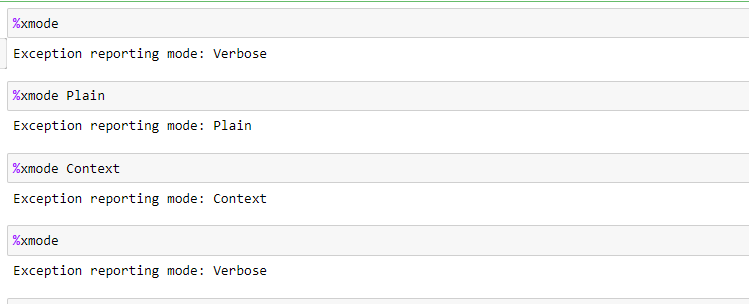 %xmode
Exception reporting mode: Verbose
%xmode Plain
Exception reporting mode: Plain
%xmode Context
Exception reporting mode: Context
%xmode
Exception reporting mode: Verbose